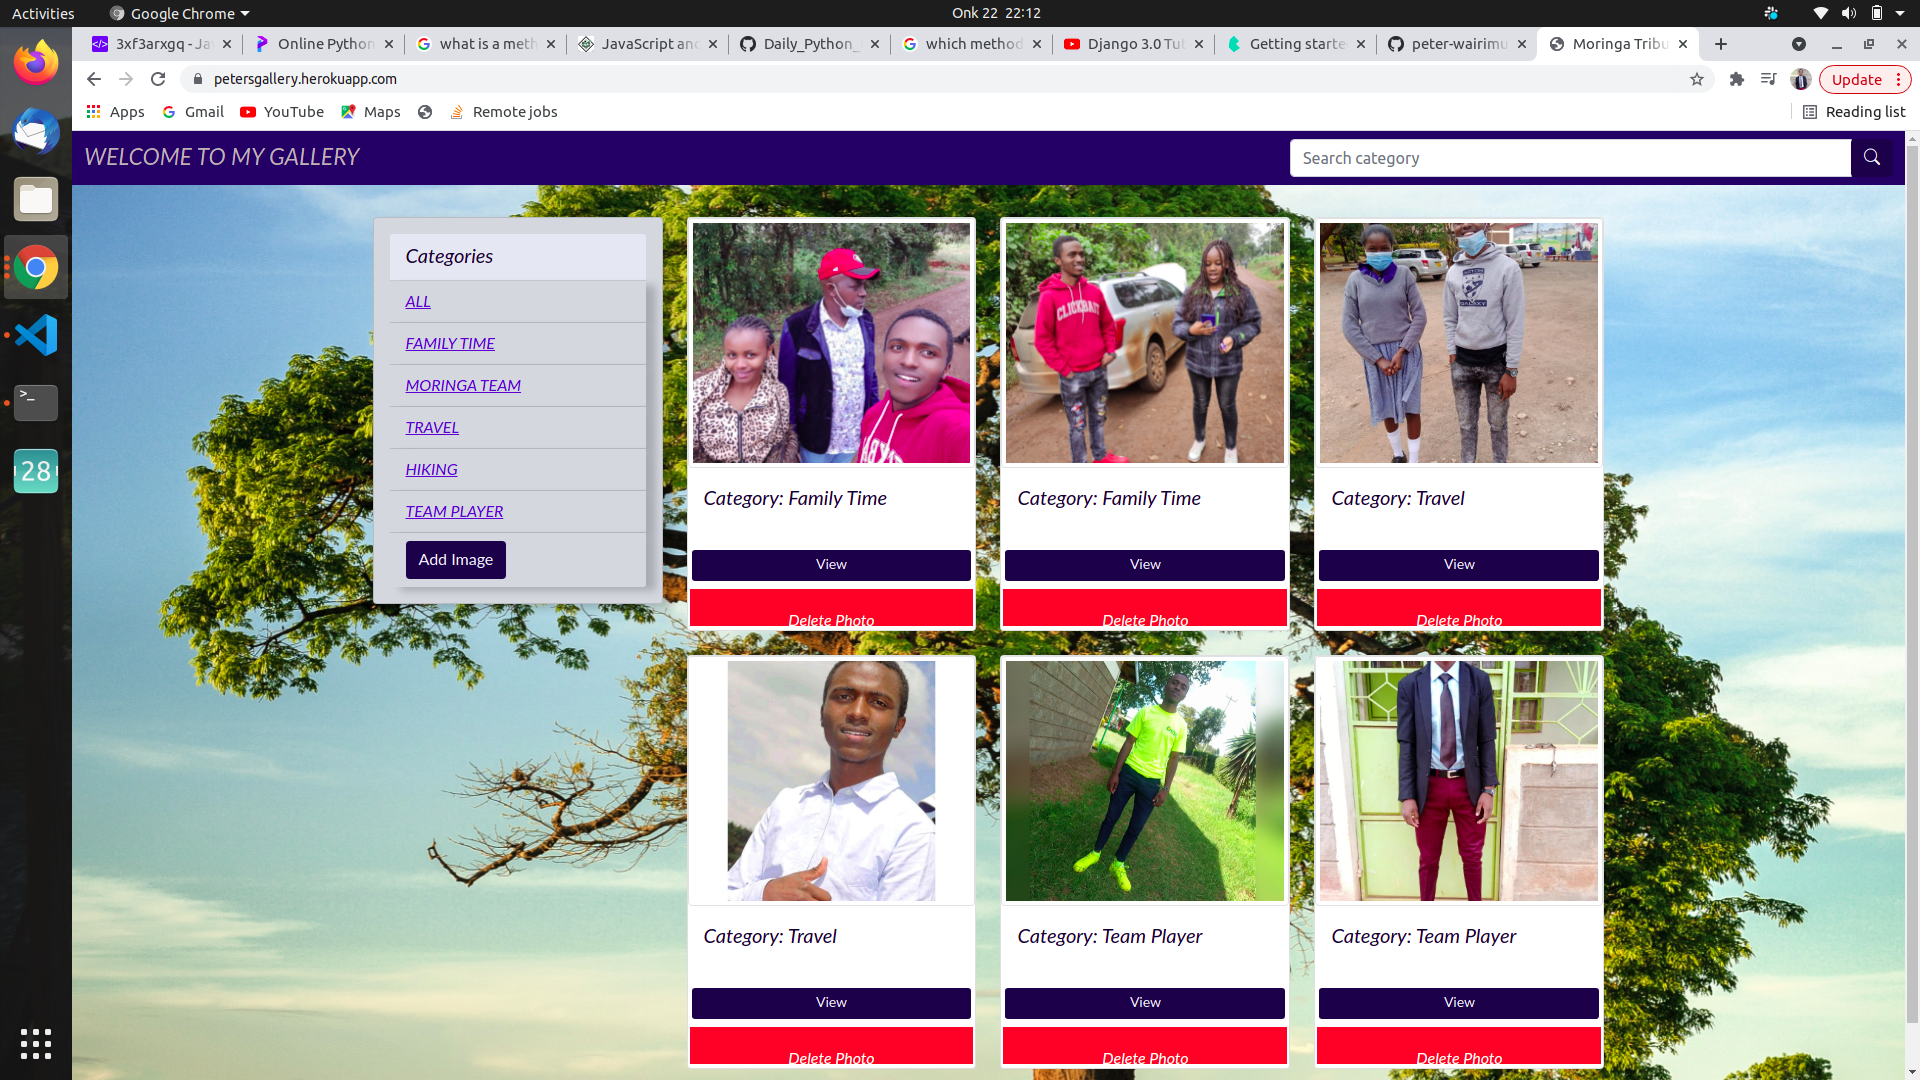 Activities
Google Chrome
Onk 22 22:12
3xf3arxgq - Ja
Online Python
what is a meth
JavaScript and
Daily_Python_
which method
Django 3.0 Tut
Getting starte
peter-wairimu
Moringa Tribu
petersgallery.herokuapp.com
Update
Apps
Gmail
YouTube
Maps
Remote jobs
Reading list
WELCOME TO MY GALLERY
Search category
Categories
ALL
FAMILY TIME
MORINGA TEAM
TRAVEL
HIKING
TEAM PLAYER
Add Image
28
CLICKBAIT
Category: Family Time
View
Delete Photo
Category: Family Time
View
Delete Photo
Category: Travel
View
Delete Photo
Category: Travel
View
Delete Photo
Category: Team Player
View
Delete Photo
Category: Team Player
View
Delete Photo